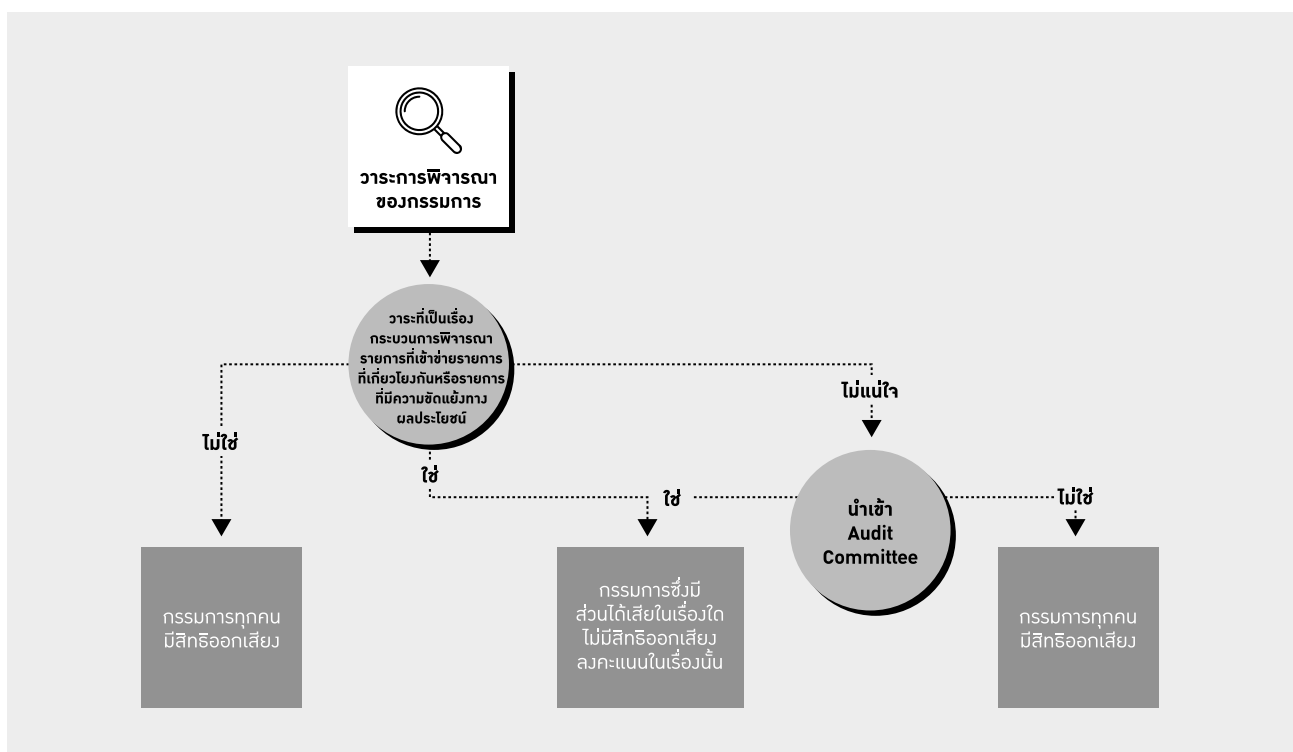 วาระการพิจารณา
ของกรรมการ
วาระที่เป็นเรื่อง
กระบวนการพิจารณา
รายการที่เข้าข่ายรายการ
ที่เกี่ยวโยงกันหรือรายการ
ที่มีความขัดแย้งทาง
ผลประโยชน์
ไม่ใช่
ใช่
ไม่แน่ใจ
ใช่
นำเข้า
Audit
Committee
ไม่ใช่
กรรมการทุกคน
มีสิทธิออกเสียง
กรรมการซึ่งมี
ส่วนได้เสียในเรื่องใด
ไม่มีสิทธิออกเสียง
ลงคะแนนในเรื่องนั้น
กรรมการทุกคน
มีสิทธิออกเสียง